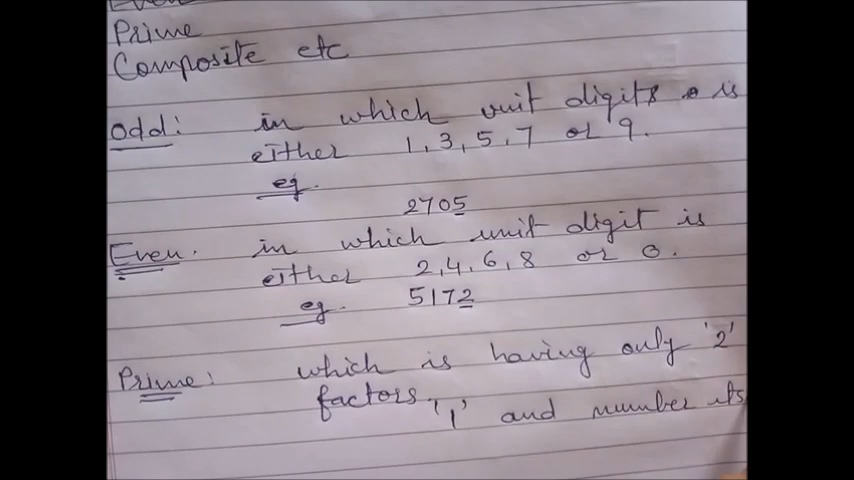 Even
Prime
Composite etc
Odd: in which unit digit is
either 1, 3, 5, 7 or 9.
eg.
2705
Even. in which unit digit is
either 2, 4, 6, 8 or 0.
eg. 5172
Prime: which is having only '2'
factors, '1' and number its